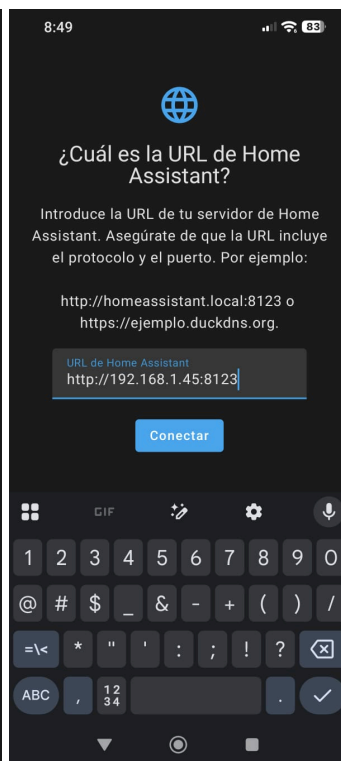 8:49
83
¿Cuál es la URL de Home
Assistant?
Introduce la URL de tu servidor de Home
Assistant. Asegúrate de que la URL incluye
el protocolo y el puerto. Por ejemplo:
http://homeassistant.local:8123 o
https://ejemplo.duckdns.org.
URL de Home Assistant
http://192.168.1.45:8123
Conectar
GIF
1 2 3 4 5 6 7 8 9 0
@ # $ _ & - + ( ) /
=\< * " ' : ; ! ?
ABC , 12 .
34